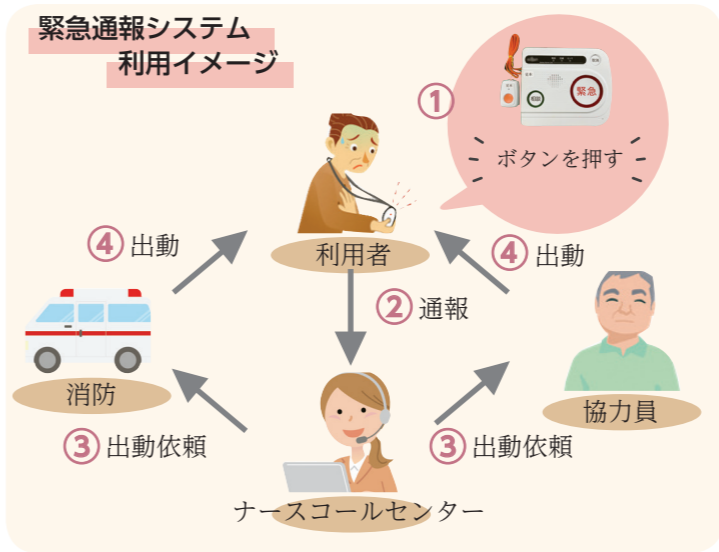 緊急通報システム
利用イメージ
①
緊急
ボタンを押す
利用者
④出動
④出動
②通報
消防
協力員
③出動依頼
③出動依頼
ナースコールセンター